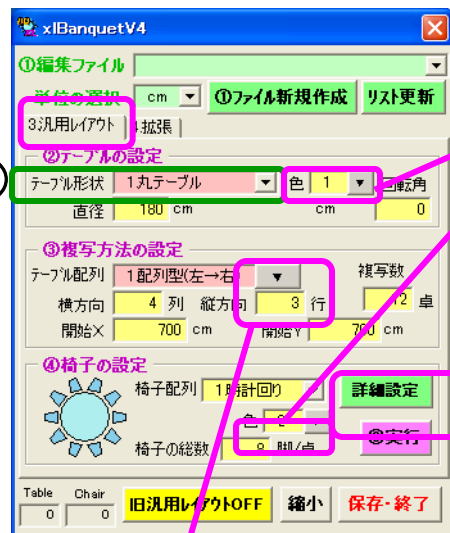 xlBanquetV4
①編集ファイル
単位の選択 cm ①ファイル新規作成 リスト更新
3汎用レイアウト 4.拡張
②テーブルの設定
テーブル形状 1丸テーブル 色 1 回転角
直径 180 cm cm 0
③複写方法の設定
テーブル配列 1配列型(左→右) 複写数
横方向 4 列 縦方向 3 行 12 卓
開始X 700 cm 開始Y 700 cm
④椅子の設定
椅子配列 1時計回り 詳細設定
色 2
椅子の総数 8 脚/卓 実行
Table Chair
0 0 旧汎用レイアウトOFF 縮小 保存・終了